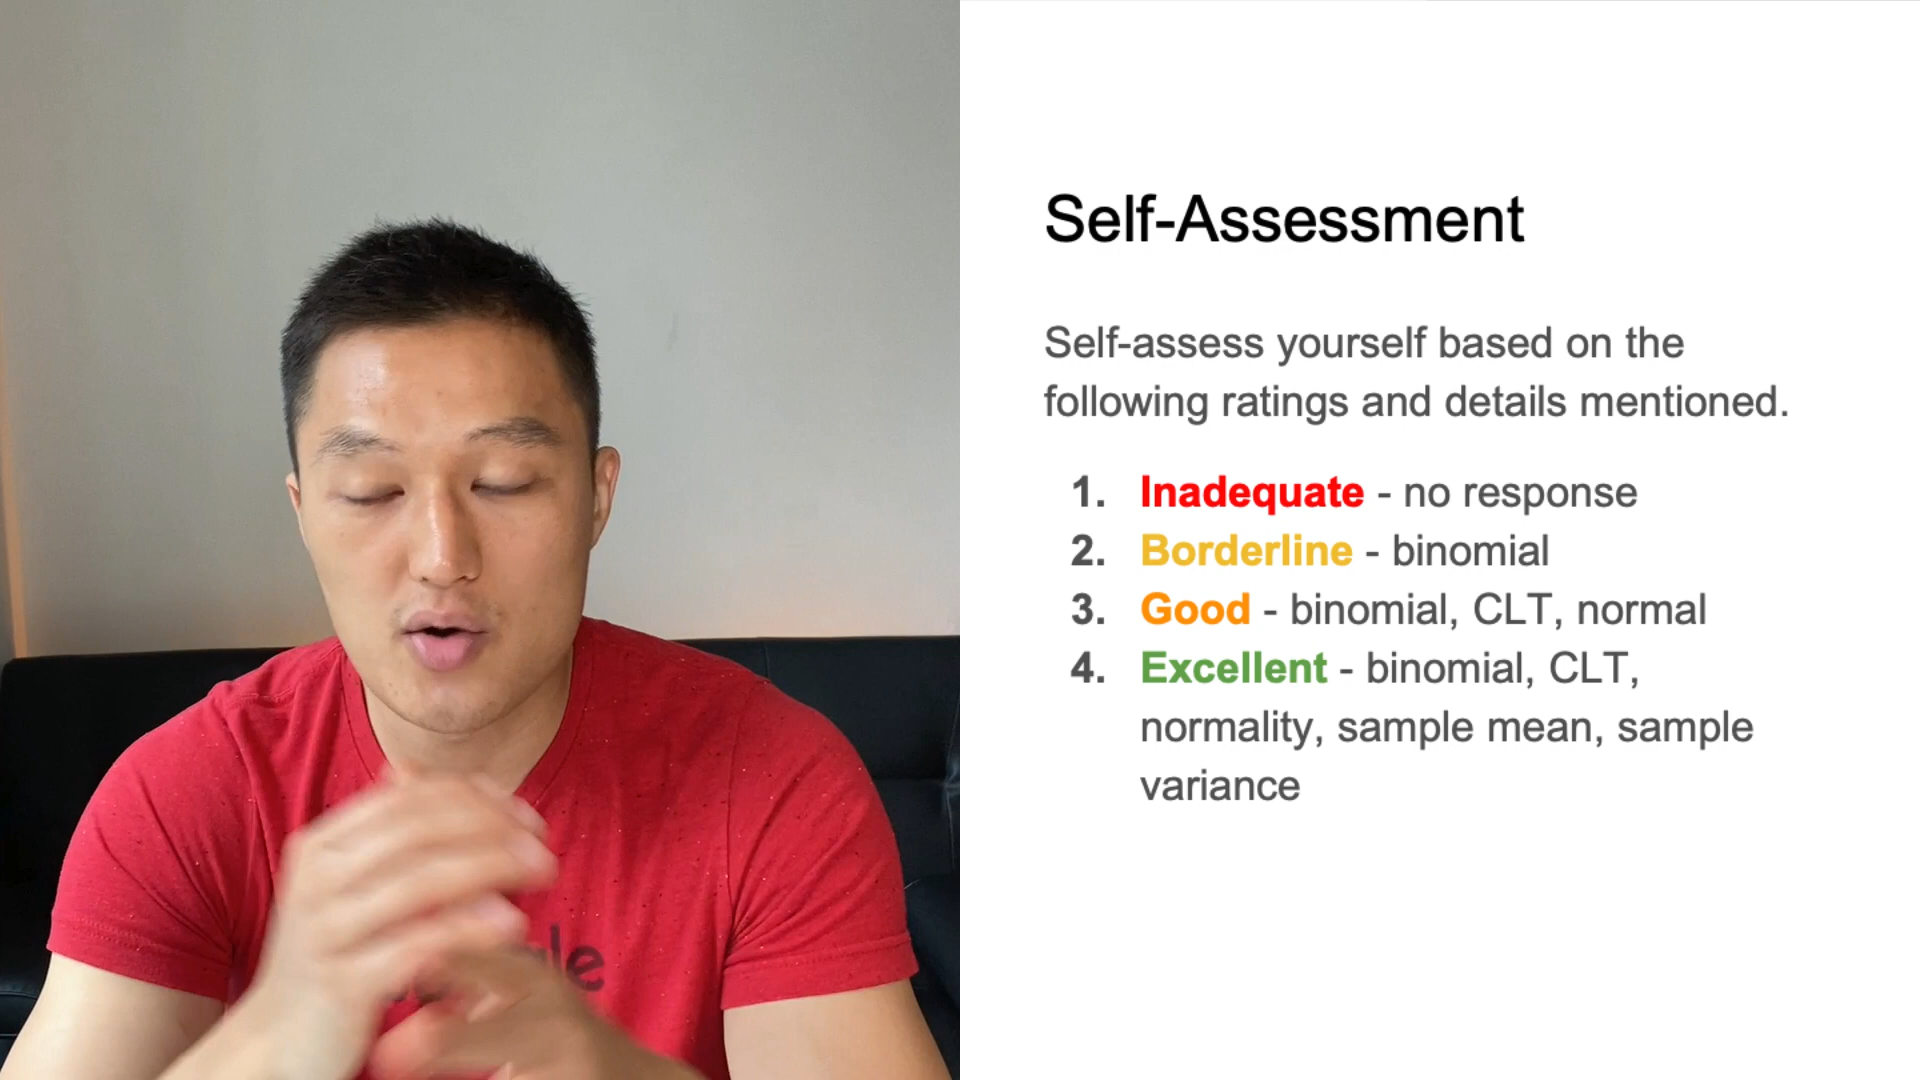 Self-Assessment
Self-assess yourself based on the
following ratings and details mentioned.
1. Inadequate - no response
2. Borderline - binomial
3. Good - binomial, CLT, normal
4. Excellent - binomial, CLT,
normality, sample mean, sample
variance